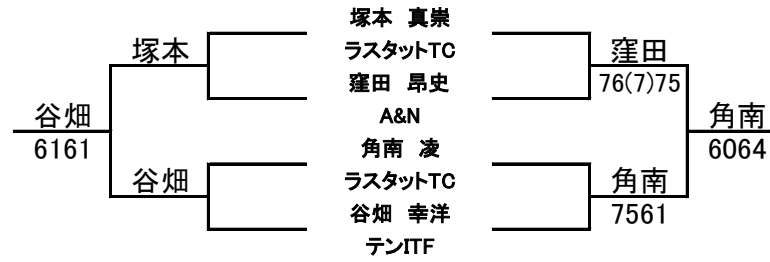 塚本 真崇
塚本
ラスタットTC
窪田
窪田 昂史
76(7)75
谷畑
A&N
角南
6161
角南 凌
6064
谷畑
ラスタットTC
角南
谷畑 幸洋
7561
テンITF